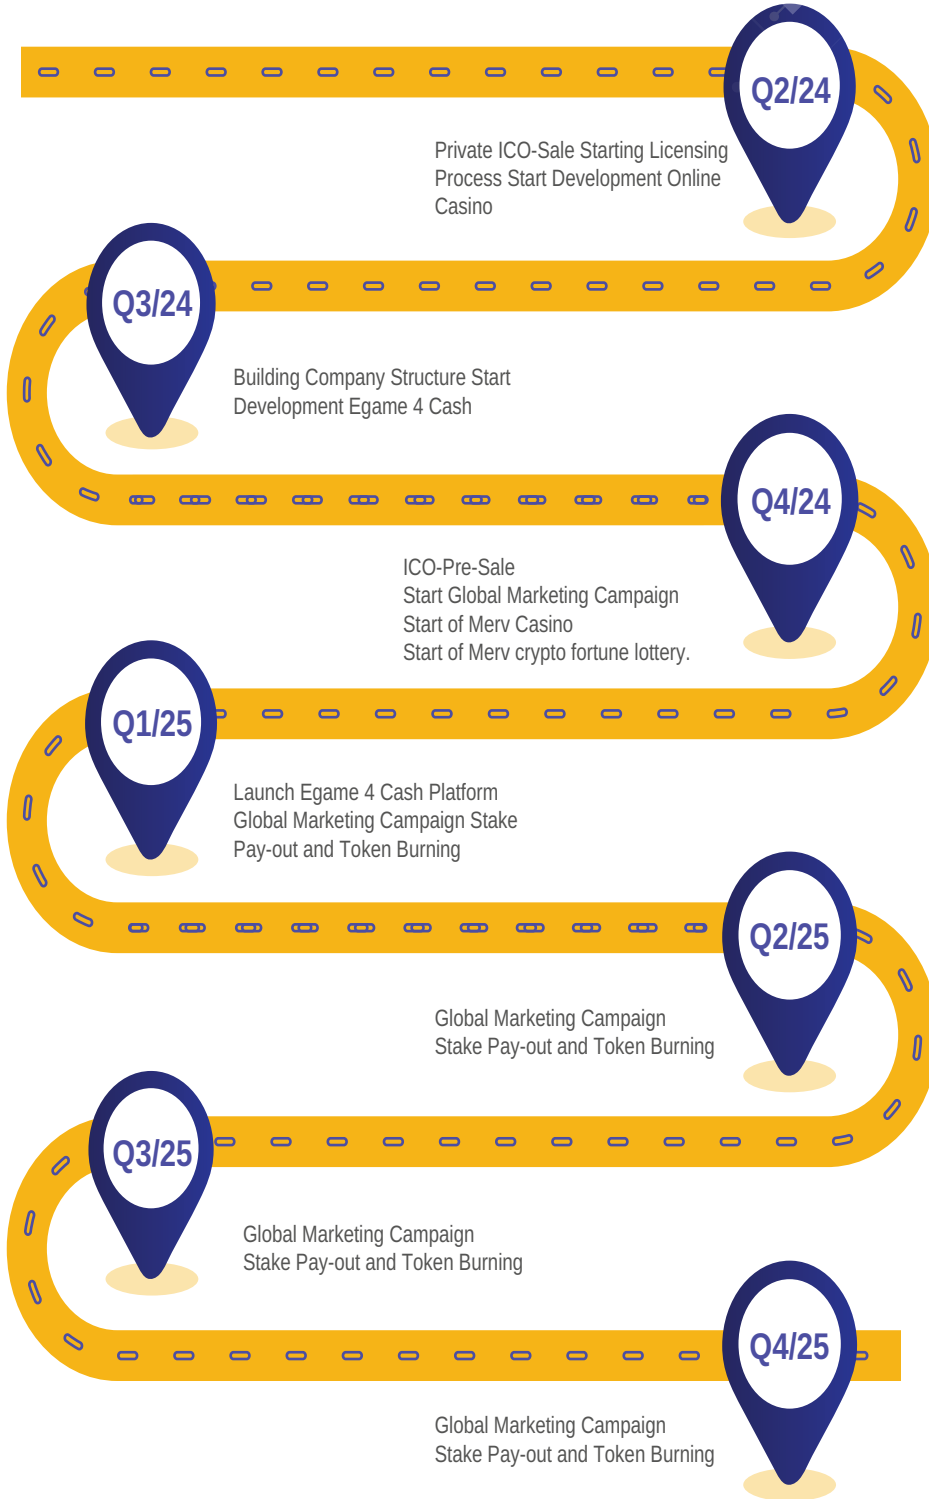 Q2/24
Private ICO-Sale Starting Licensing
Process Start Development Online
Casino
Q3/24
Building Company Structure Start
Development Egame 4 Cash
Q4/24
ICO-Pre-Sale
Start Global Marketing Campaign
Start of Merv Casino
Start of Merv crypto fortune lottery.
Q1/25
Launch Egame 4 Cash Platform
Global Marketing Campaign Stake
Pay-out and Token Burning
Q2/25
Global Marketing Campaign
Stake Pay-out and Token Burning
Q3/25
Global Marketing Campaign
Stake Pay-out and Token Burning
Q4/25
Global Marketing Campaign
Stake Pay-out and Token Burning